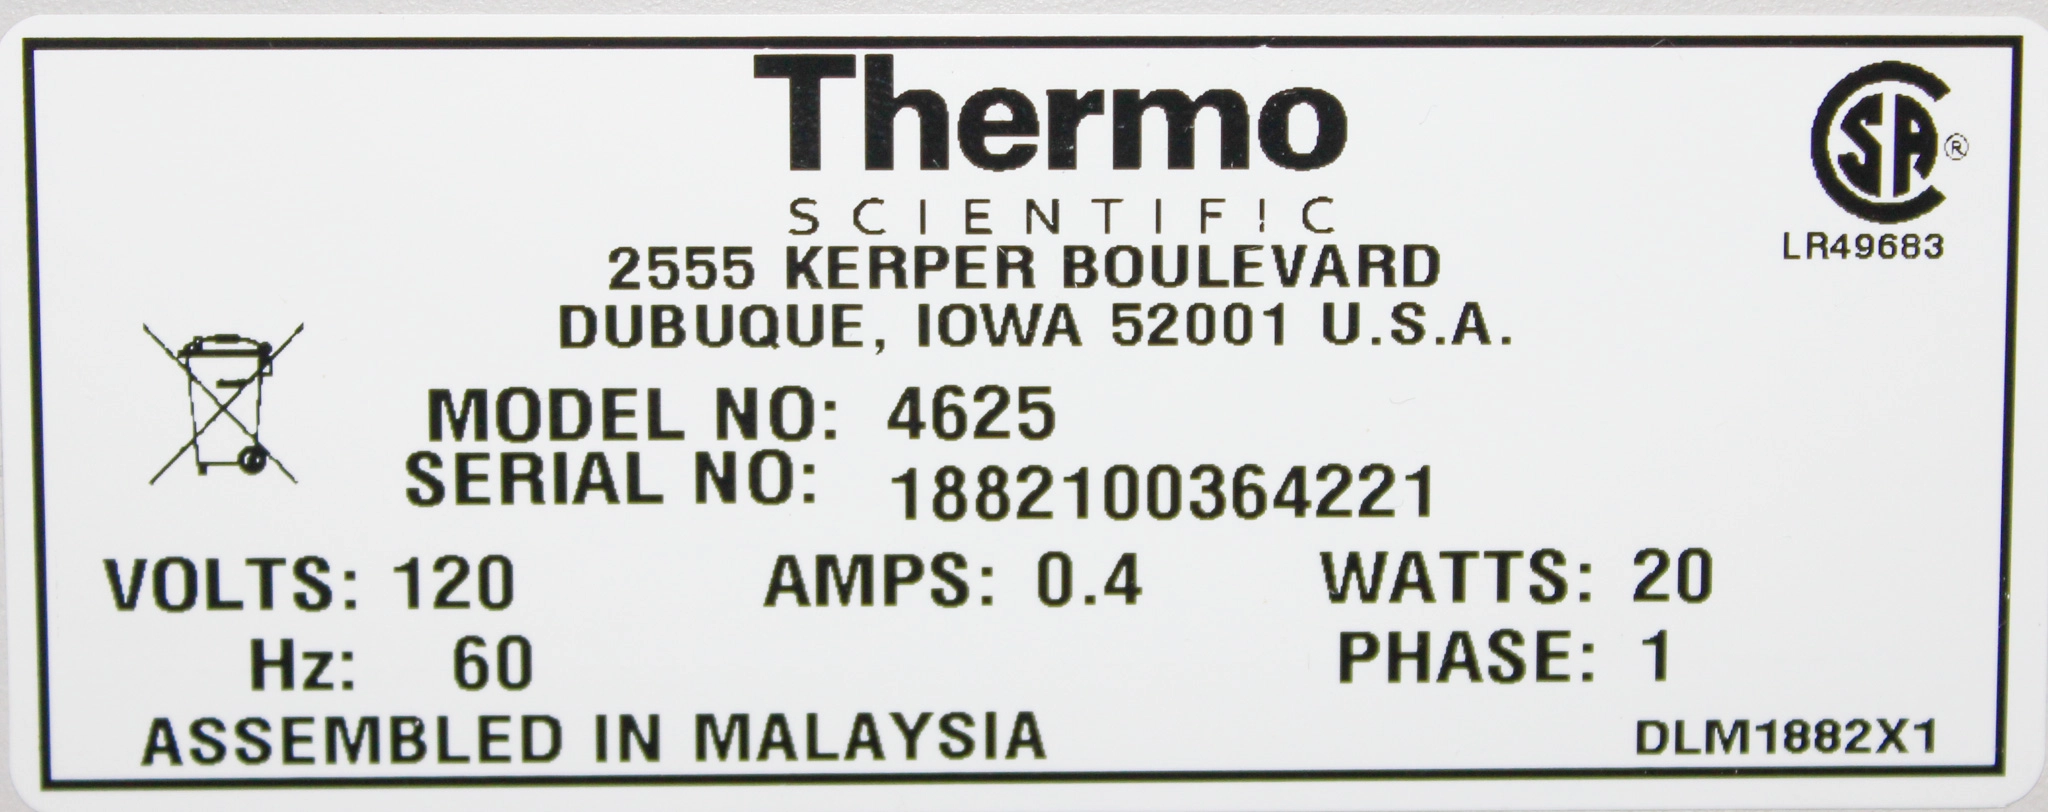 Thermo
SCIENTIFIC
SA ®
LR49683
2555 KERPER BOULEVARD
DUBUQUE, IOWA 52001 U.S.A.
MODEL NO: 4625
SERIAL NO: 1882100364221
VOLTS: 120 AMPS: 0.4 WATTS: 20
Hz: 60 PHASE: 1
ASSEMBLED IN MALAYSIA DLM1882X1